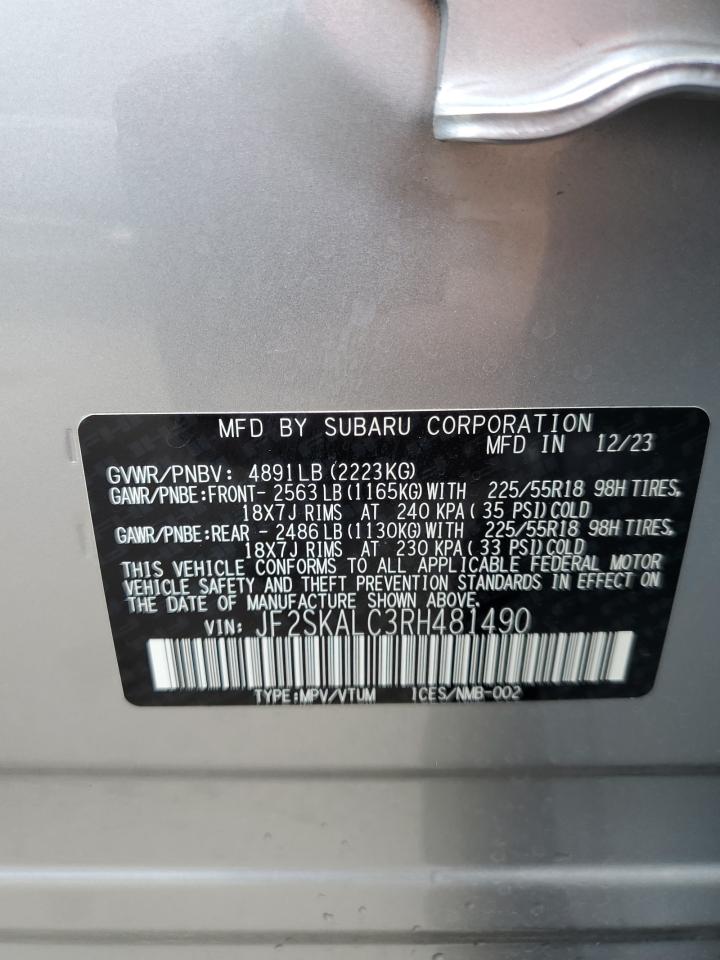 MFD BY SUBARU CORPORATION
MFD IN 12/23
GVWR/PNBV: 4891LB (2223KG)
GAWR/PNBE:FRONT- 2563LB (1165KG)WITH 225/55R18 98H TIRES,
18X7J RIMS AT 240 KPA( 35 PSI)COLD
GAWR/PNBE:REAR - 2486LB (1130KG)WITH 225/55R18 98H TIRES,
18X7J RIMS AT 230 KPA( 33 PSI)COLD
THIS VEHICLE CONFORMS TO ALL APPLICABLE FEDERAL MOTOR
VEHICLE SAFETY AND THEFT PREVENTION STANDARDS IN EFFECT ON
THE DATE OF MANUFACTURE SHOWN ABOVE.
VIN: JF2SKALC3RH481490
TYPE:MPV/VTUM ICES/NMB-002